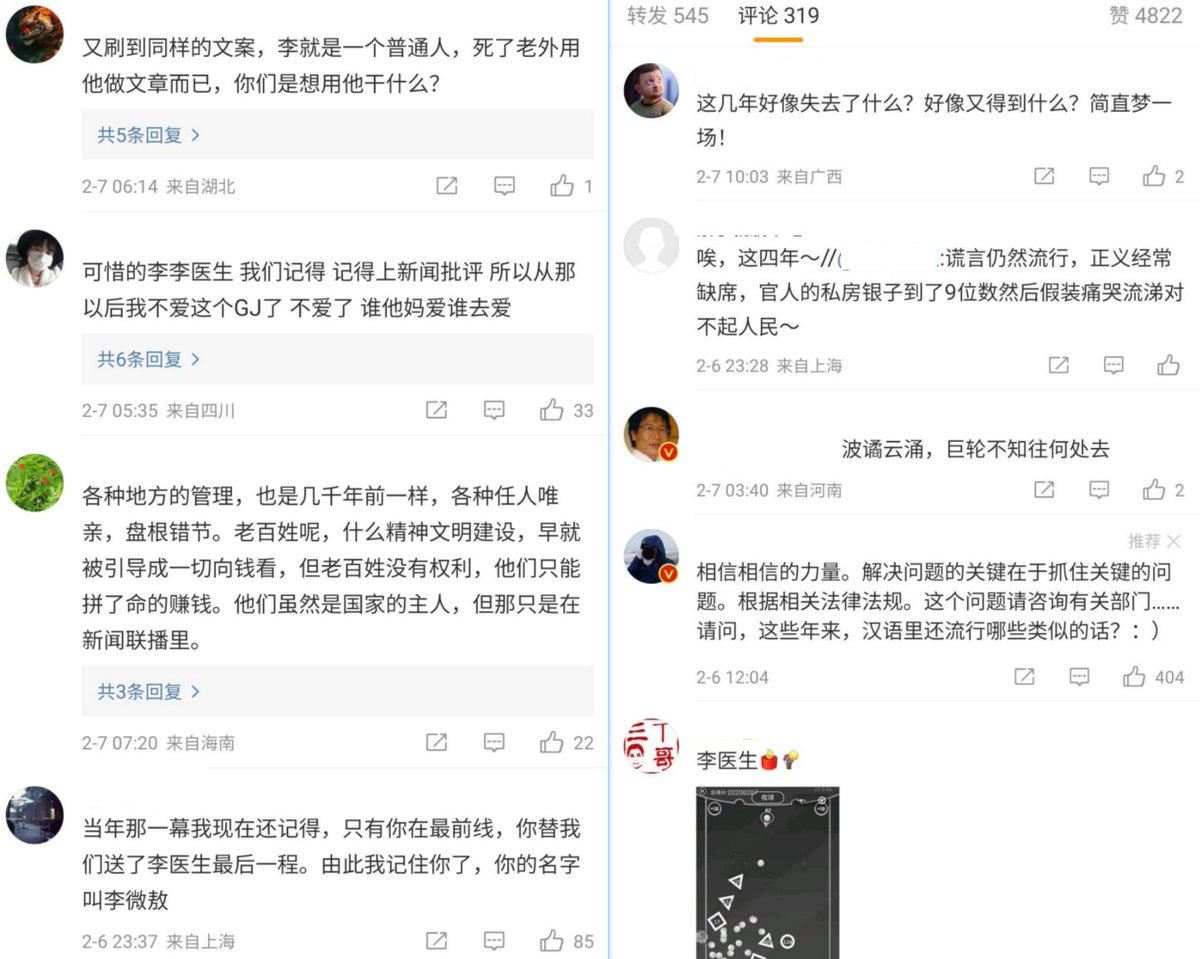 又刷到同样的文案，李就是一个普通人，死了老外用
他做文章而已，你们是想用他干什么？
共5条回复 >
2-7 06:14 来自湖北
1
可惜的李李医生 我们记得 记得上新闻批评 所以从那
以后我不爱这个GJ了 不爱了 谁他妈爱谁去爱
共6条回复 >
2-7 05:35 来自四川
33
各种地方的管理，也是几千年前一样，各种任人唯
亲，盘根错节。老百姓呢，什么精神文明建设，早就
被引导成一切向钱看，但老百姓没有权利，他们只能
拼了命的赚钱。他们虽然是国家的主人，但那只是在
新闻联播里。
共3条回复 >
2-7 07:20 来自海南
22
当年那一幕我现在还记得，只有你在最前线，你替我
们送了李医生最后一程。由此我记住你了，你的名字
叫李微敖
2-6 23:37 来自上海
85
转发 545 评论 319 赞 4822
这几年好像失去了什么？好像又得到什么？简直梦一
场！
2-7 10:03 来自广西
2
唉，这四年～//
:谎言仍然流行，正义经常
缺席，官人的私房银子到了9位数然后假装痛哭流涕对
不起人民～
2-6 23:28 来自上海
波谲云涌，巨轮不知往何处去
2-7 03:40 来自河南
2
推荐
相信相信的力量。解决问题的关键在于抓住关键的问
题。根据相关法律法规。这个问题请咨询有关部门……
请问，这些年来，汉语里还流行哪些类似的话？：）
2-6 12:04
404
三丁
哥
李医生
收球